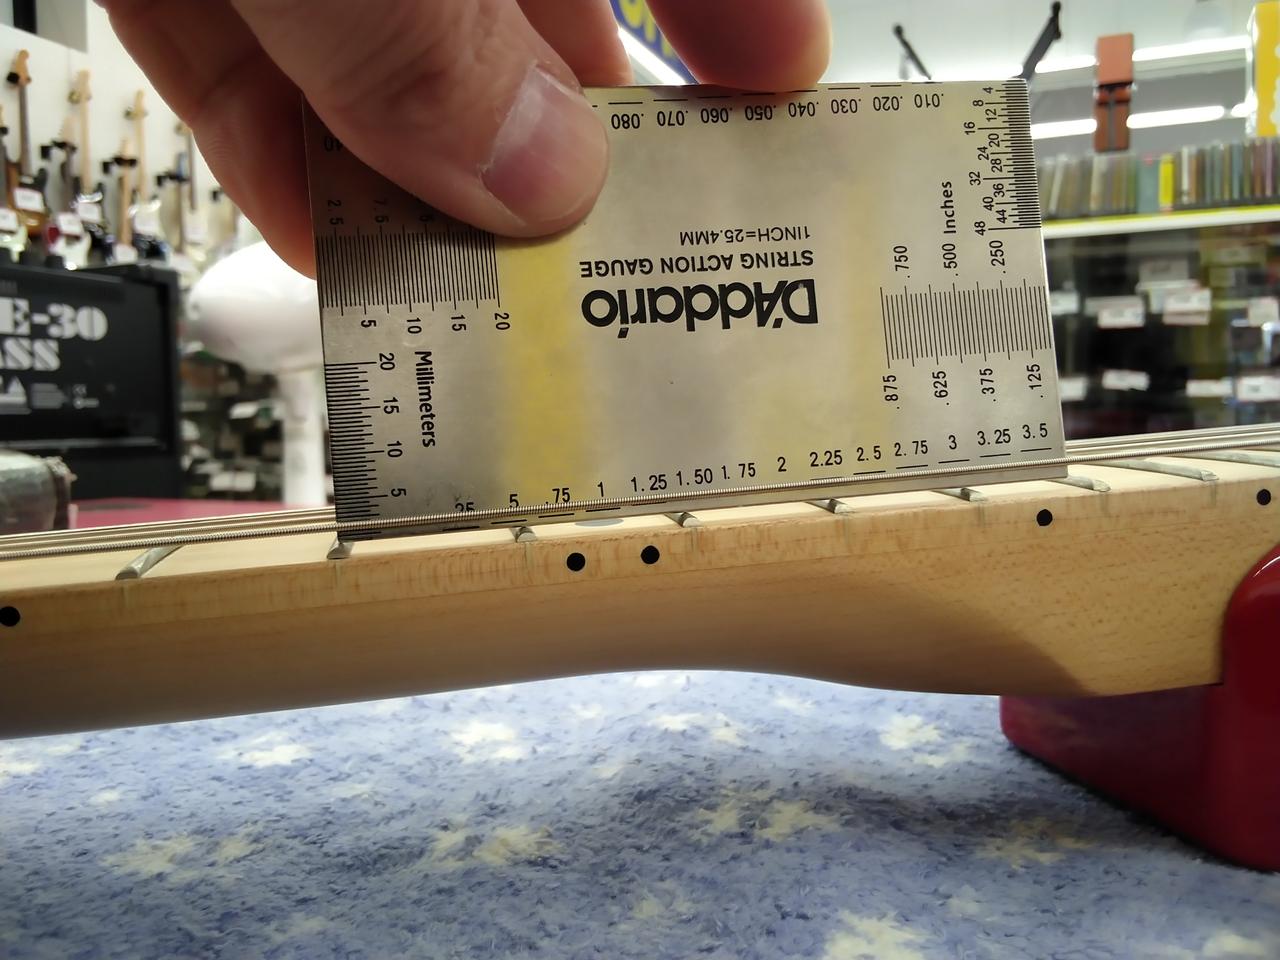 .080 .070 .060 .050 .040 .030 .020 .010
4 8 12 16 20 24 28 32 36 40 44 48
2.5 7.5
Inches
.750 .500 .250
1INCH=25.4MM
STRING ACTION GAUGE
D'Addario
5 10 15 20
.875 .625 .375 .125
Millimeters
20 15 10 5
.25 .5 .75 1 1.25 1.50 1.75 2 2.25 2.5 2.75 3 3.25 3.5
E-30
ASS